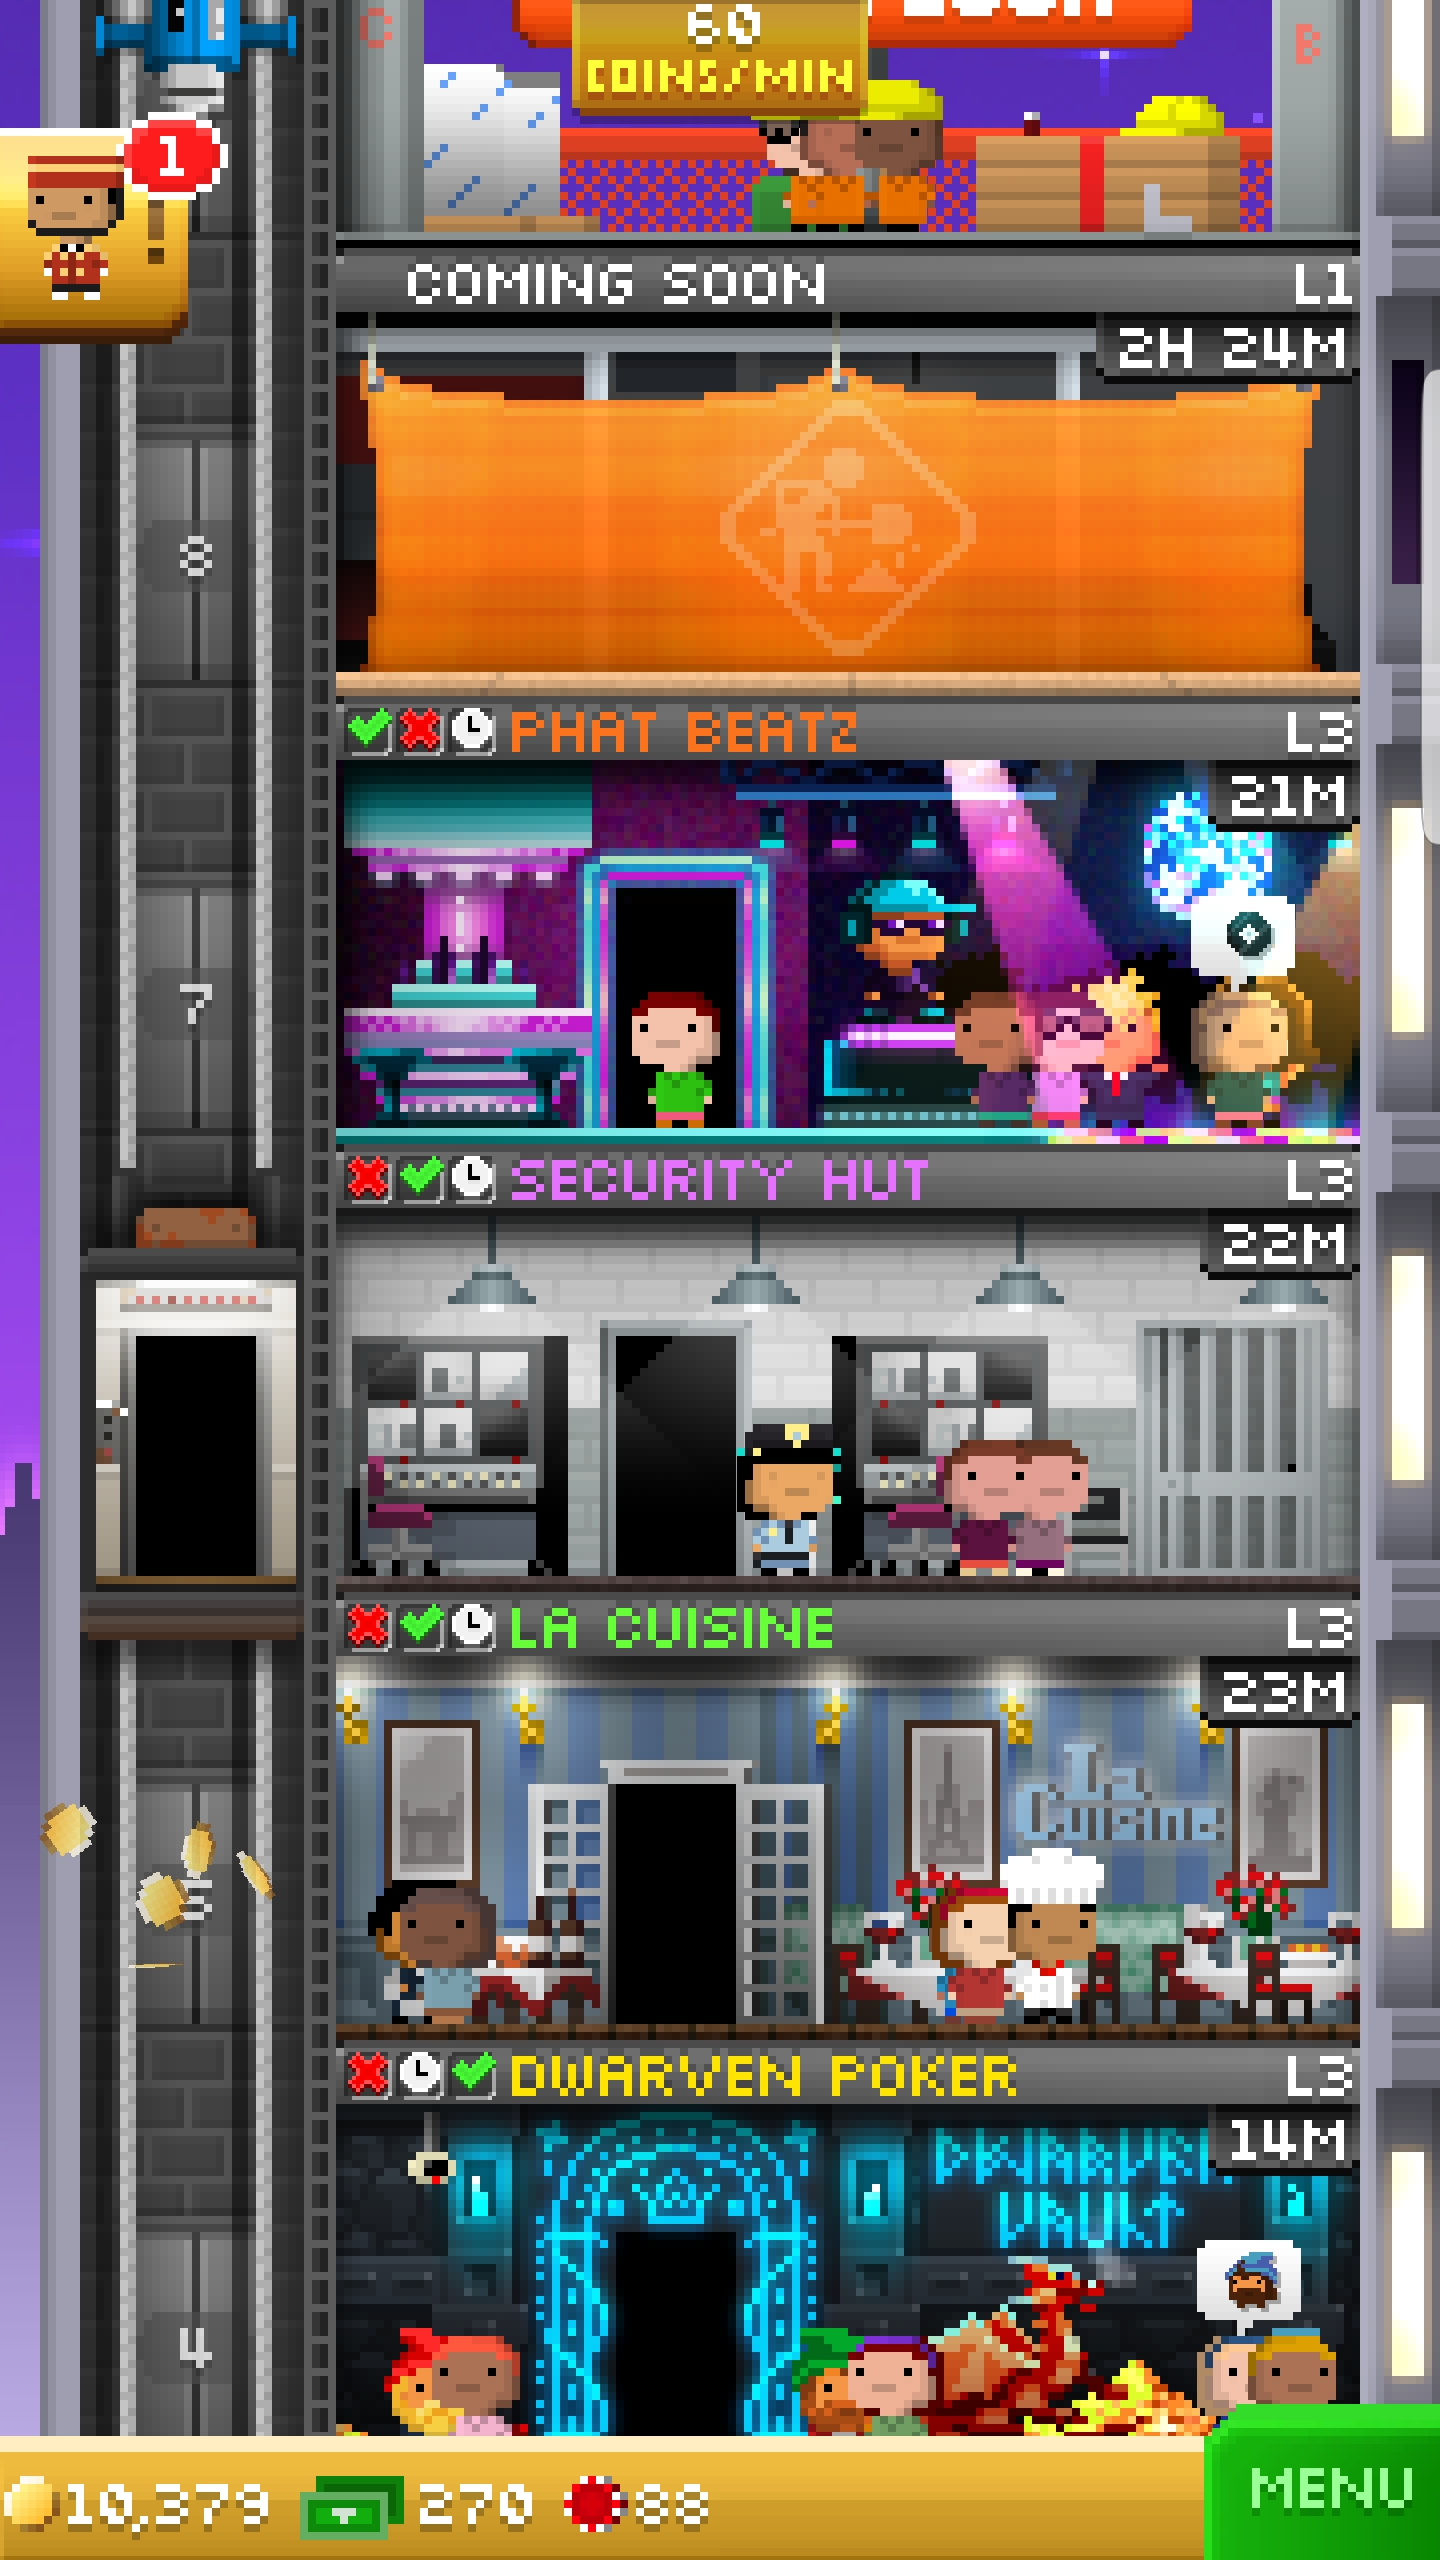 60
COINS/MIN
C
B
1
COMING SOON L1
2H 24M
8
PHAT BEATZ L3
21M
7
SECURITY HUT L3
22M
LA CUISINE L3
23M
La
Cuisine
5
DWARVEN POKER L3
14M
DWARVEN
VAULT
4
10,379 270 88
MENU